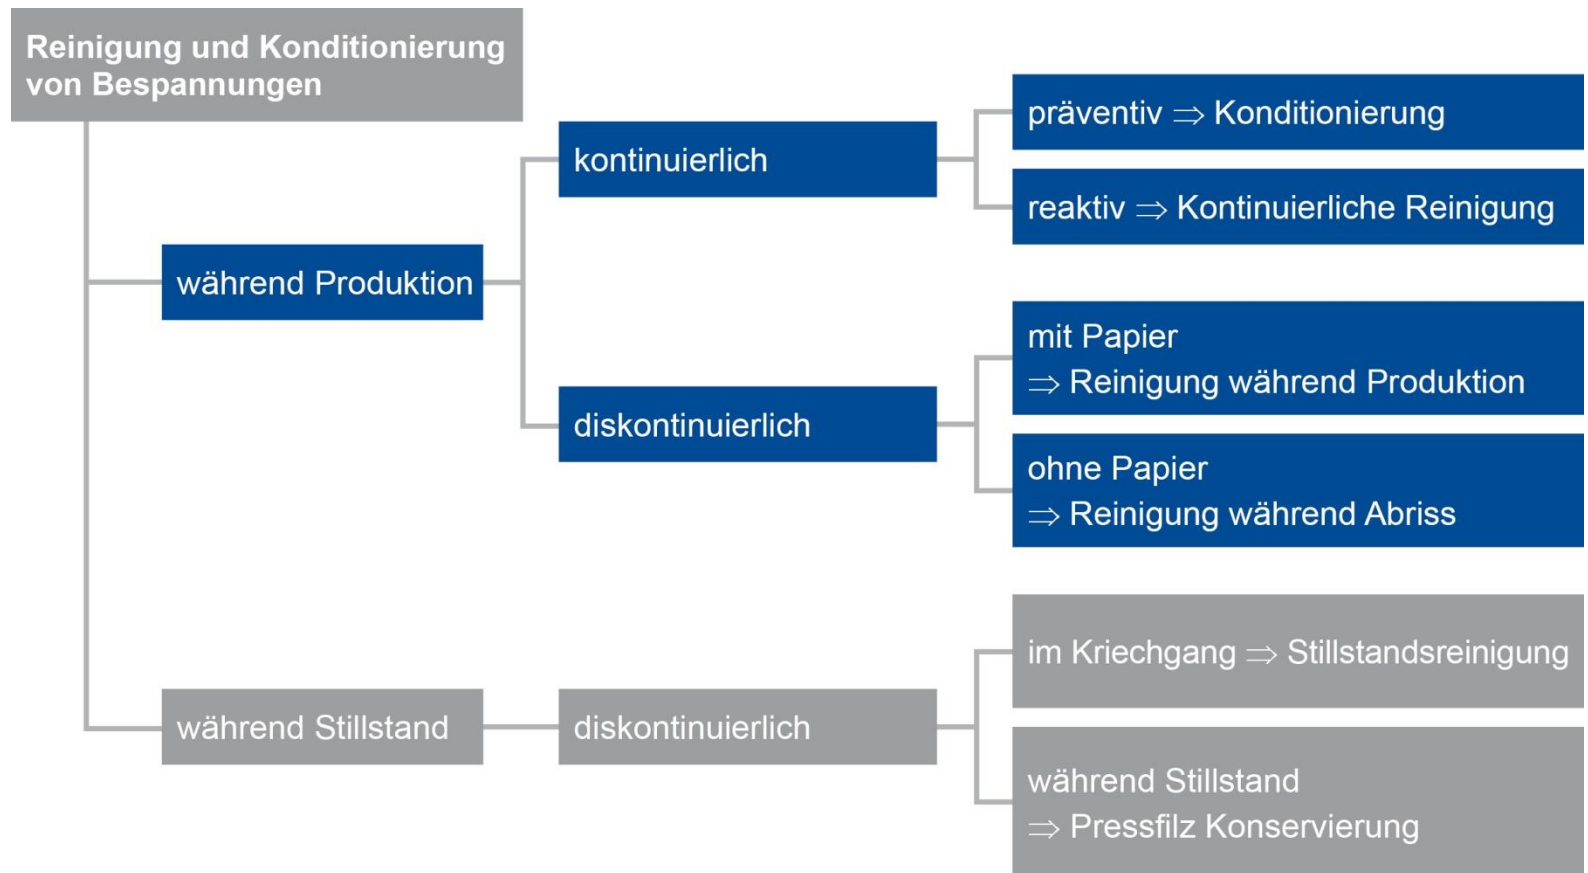 Reinigung und Konditionierung
von Bespannungen
präventiv ⇒ Konditionierung
kontinuierlich
reaktiv ⇒ Kontinuierliche Reinigung
während Produktion
mit Papier
⇒ Reinigung während Produktion
diskontinuierlich
ohne Papier
⇒ Reinigung während Abriss
im Kriechgang ⇒ Stillstandsreinigung
während Stillstand
diskontinuierlich
während Stillstand
⇒ Pressfilz Konservierung